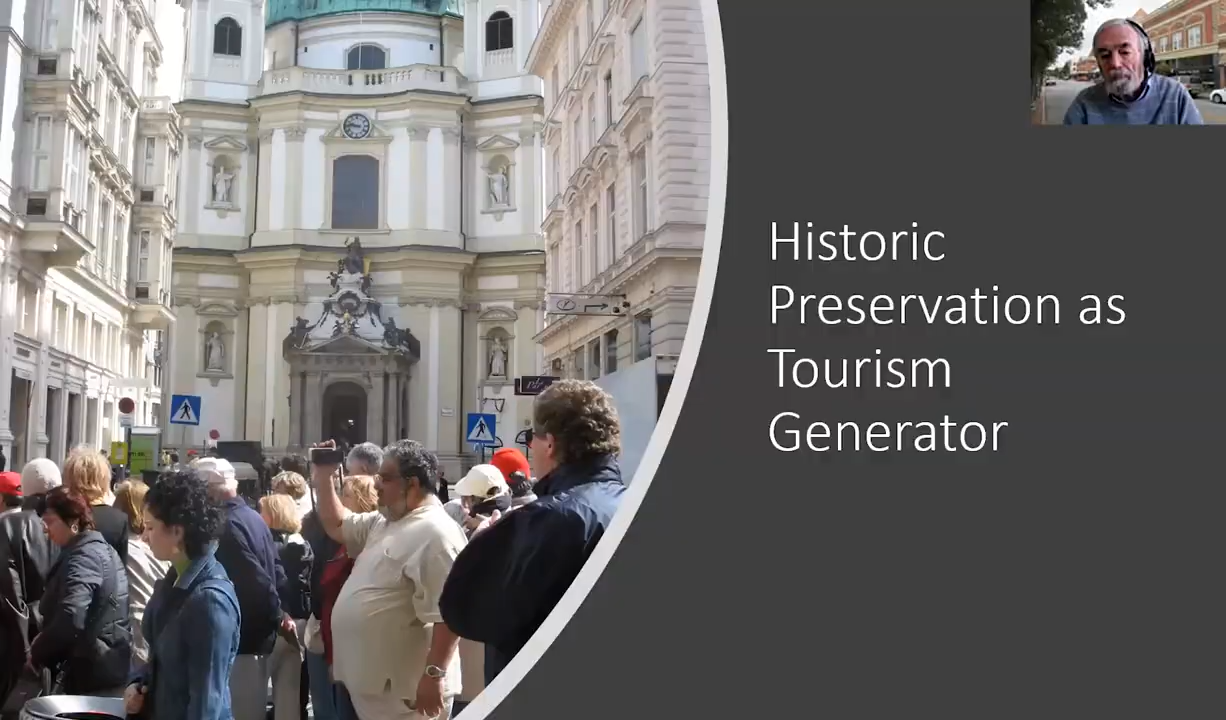 Historic
Preservation as
Tourism
Generator